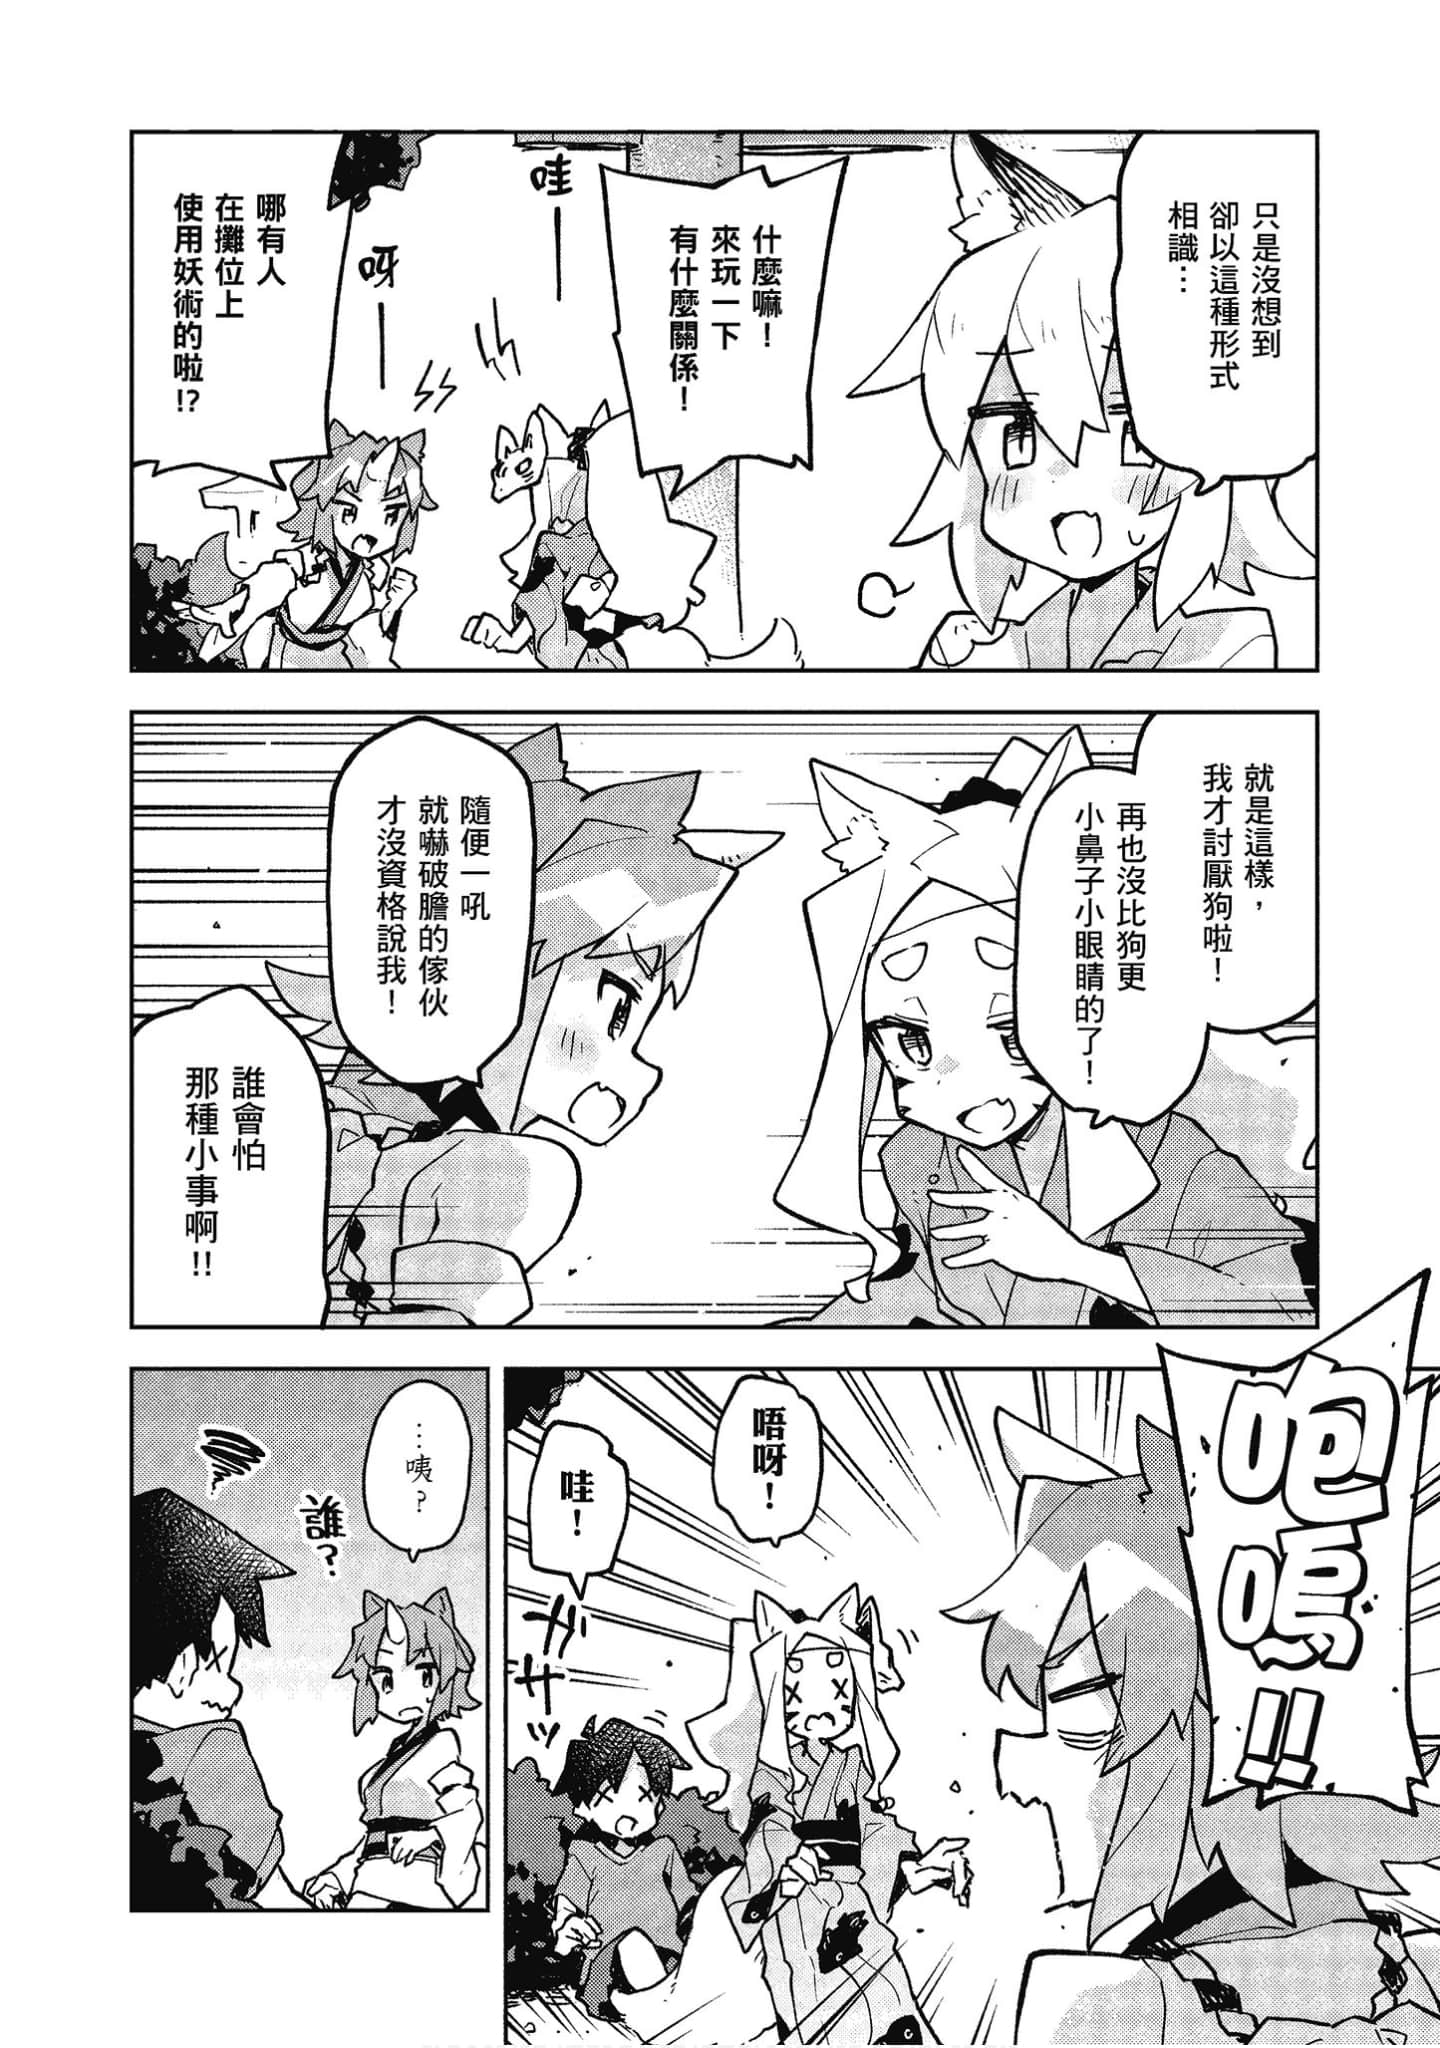 只是沒想到
卻以這種形式
相識…
什麼嘛！
來玩一下
有什麼關係！
哇——
呀——
哪有人
在攤位上
使用妖術的啦!?
就是這樣，
我才討厭狗啦！
再也沒比狗更
小鼻子小眼睛的了！
隨便一吼
就嚇破膽的傢伙
才沒資格說我！
誰會怕
那種小事啊!!
咆嗚!!
唔呀！
哇！
ガサッ
…咦？
誰？